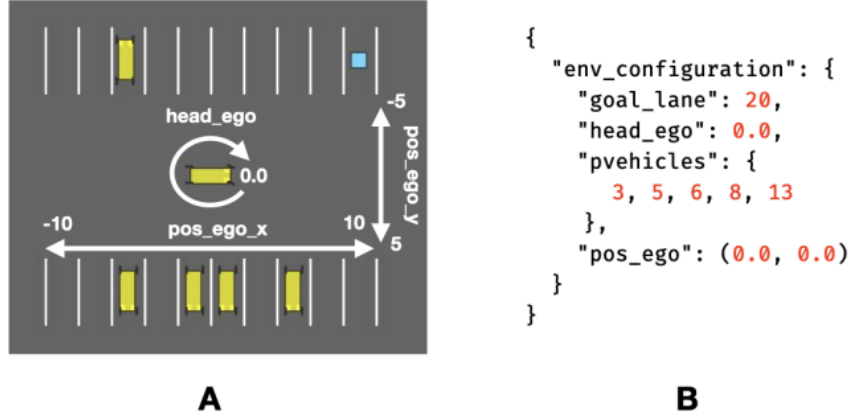 head_ego
0.0
-5
pos_ego_y
5
-10
pos_ego_x
10
A
{
"env_configuration": {
"goal_lane": 20,
"head_ego": 0.0,
"pvehicles": {
3, 5, 6, 8, 13
},
"pos_ego": (0.0, 0.0)
}
}
B